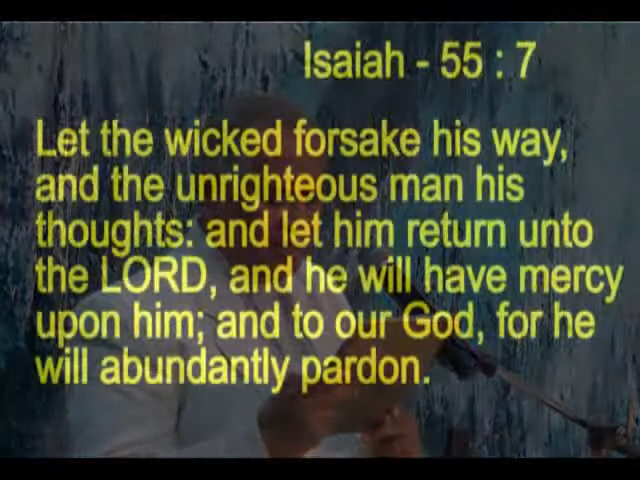 Isaiah - 55 : 7
Let the wicked forsake his way,
and the unrighteous man his
thoughts: and let him return unto
the LORD, and he will have mercy
upon him; and to our God, for he
will abundantly pardon.